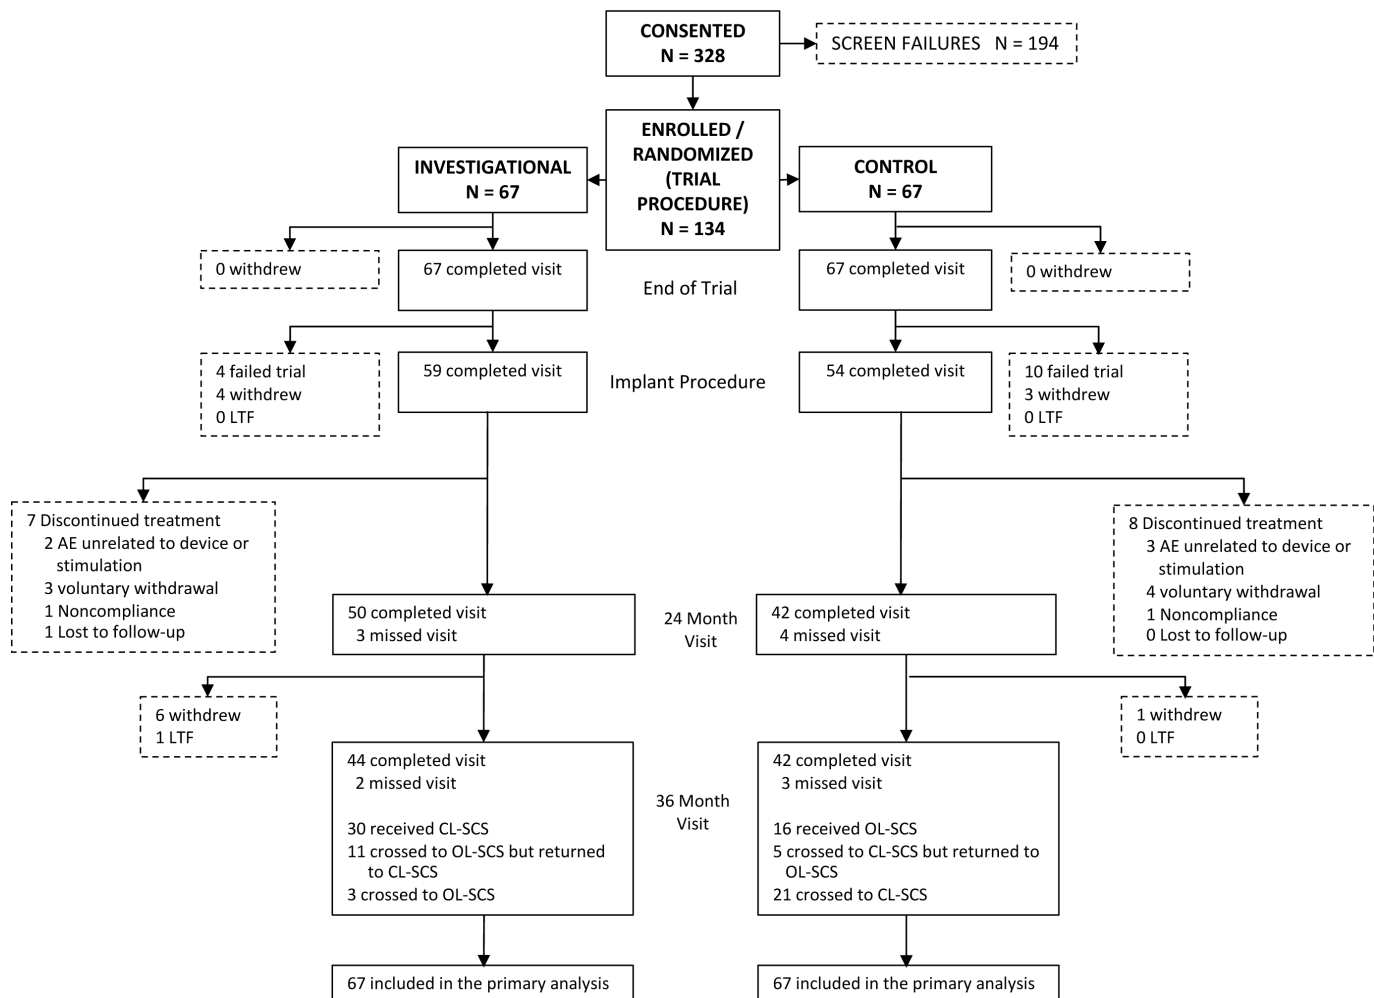 CONSENTED
N = 328
SCREEN FAILURES N = 194
ENROLLED /
RANDOMIZED
(TRIAL
PROCEDURE)
N = 134
INVESTIGATIONAL
N = 67
CONTROL
N = 67
0 withdrew
67 completed visit
End of Trial
67 completed visit
0 withdrew
4 failed trial
4 withdrew
0 LTF
59 completed visit
Implant Procedure
54 completed visit
10 failed trial
3 withdrew
0 LTF
7 Discontinued treatment
2 AE unrelated to device or
stimulation
3 voluntary withdrawal
1 Noncompliance
1 Lost to follow-up
50 completed visit
3 missed visit
24 Month
Visit
42 completed visit
4 missed visit
8 Discontinued treatment
3 AE unrelated to device or
stimulation
4 voluntary withdrawal
1 Noncompliance
0 Lost to follow-up
6 withdrew
1 LTF
1 withdrew
0 LTF
44 completed visit
2 missed visit
30 received CL-SCS
11 crossed to OL-SCS but returned
to CL-SCS
3 crossed to OL-SCS
36 Month
Visit
42 completed visit
3 missed visit
16 received OL-SCS
5 crossed to CL-SCS but returned to
OL-SCS
21 crossed to CL-SCS
67 included in the primary analysis
67 included in the primary analysis